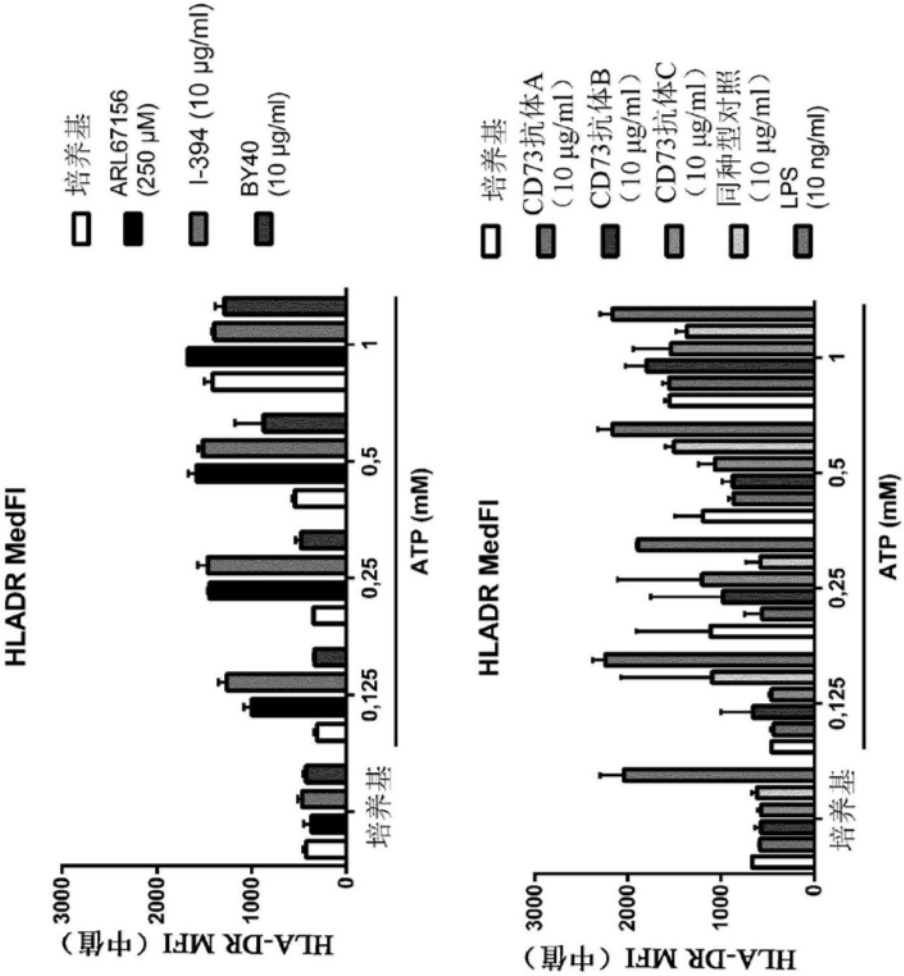 HLADR MedFI
HLA-DR MFI（中值）
3000
2000
1000
0
培养基
0,125
0,25
0,5
1
ATP (mM)
培养基
ARL67156
(250 µM)
I-394 (10 µg/ml)
BY40
(10 µg/ml)
HLADR MedFI
HLA-DR MFI（中值）
3000
2000
1000
0
培养基
0,125
0,25
0,5
1
ATP (mM)
培养基
CD73抗体A
（10 µg/ml）
CD73抗体B
（10 µg/ml）
CD73抗体C
（10 µg/ml）
同种型对照
（10 µg/ml）
LPS
(10 ng/ml)